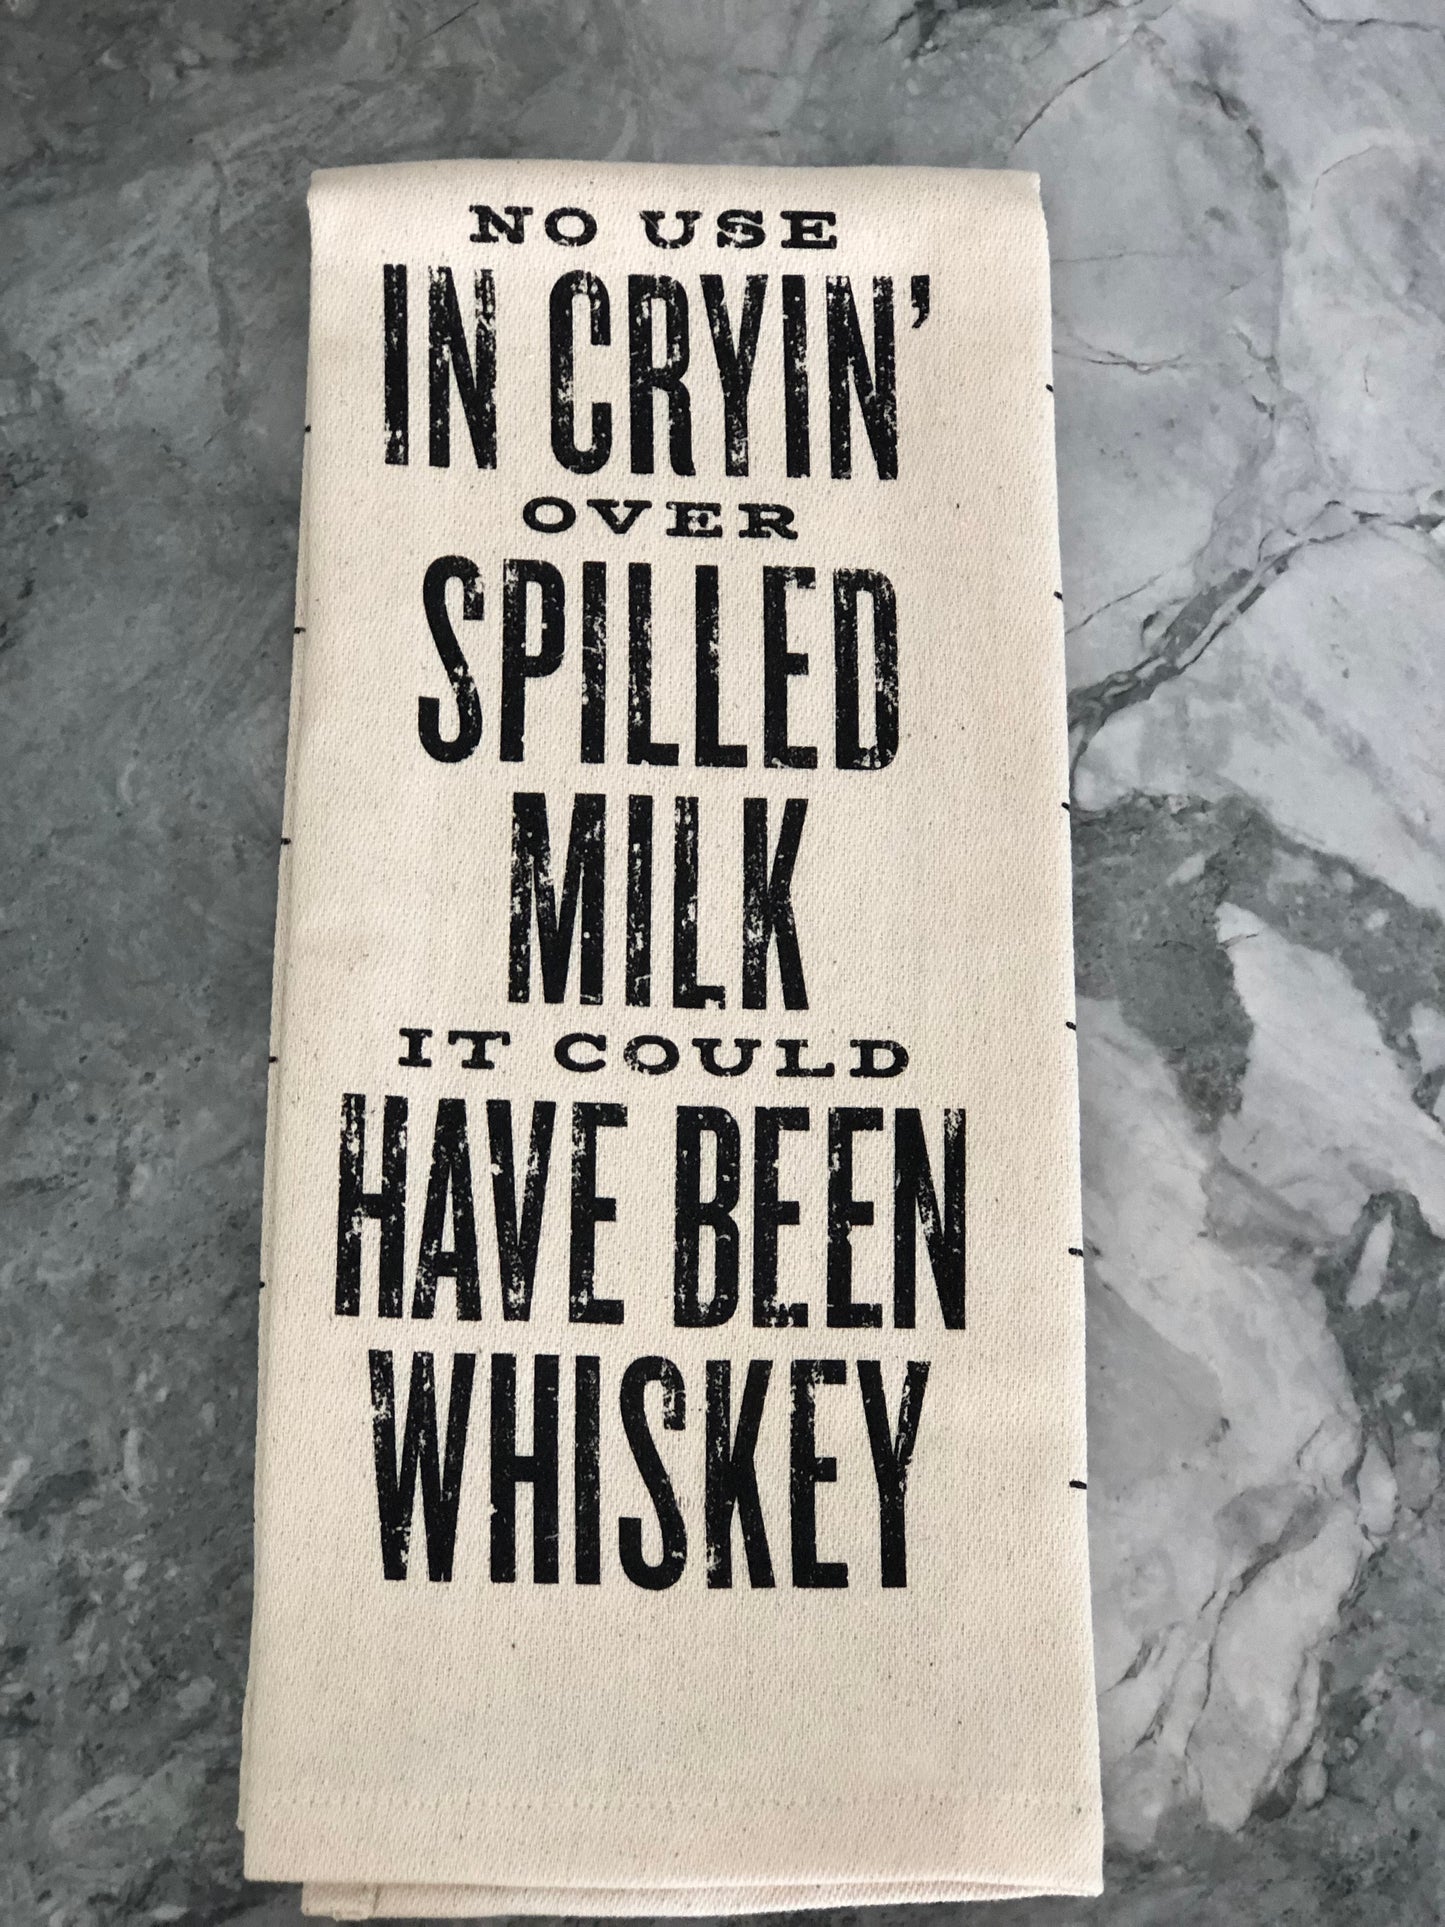 NO USE
IN CRYIN'
OVER
SPILLED
MILK
IT COULD
HAVE BEEN
WHISKEY